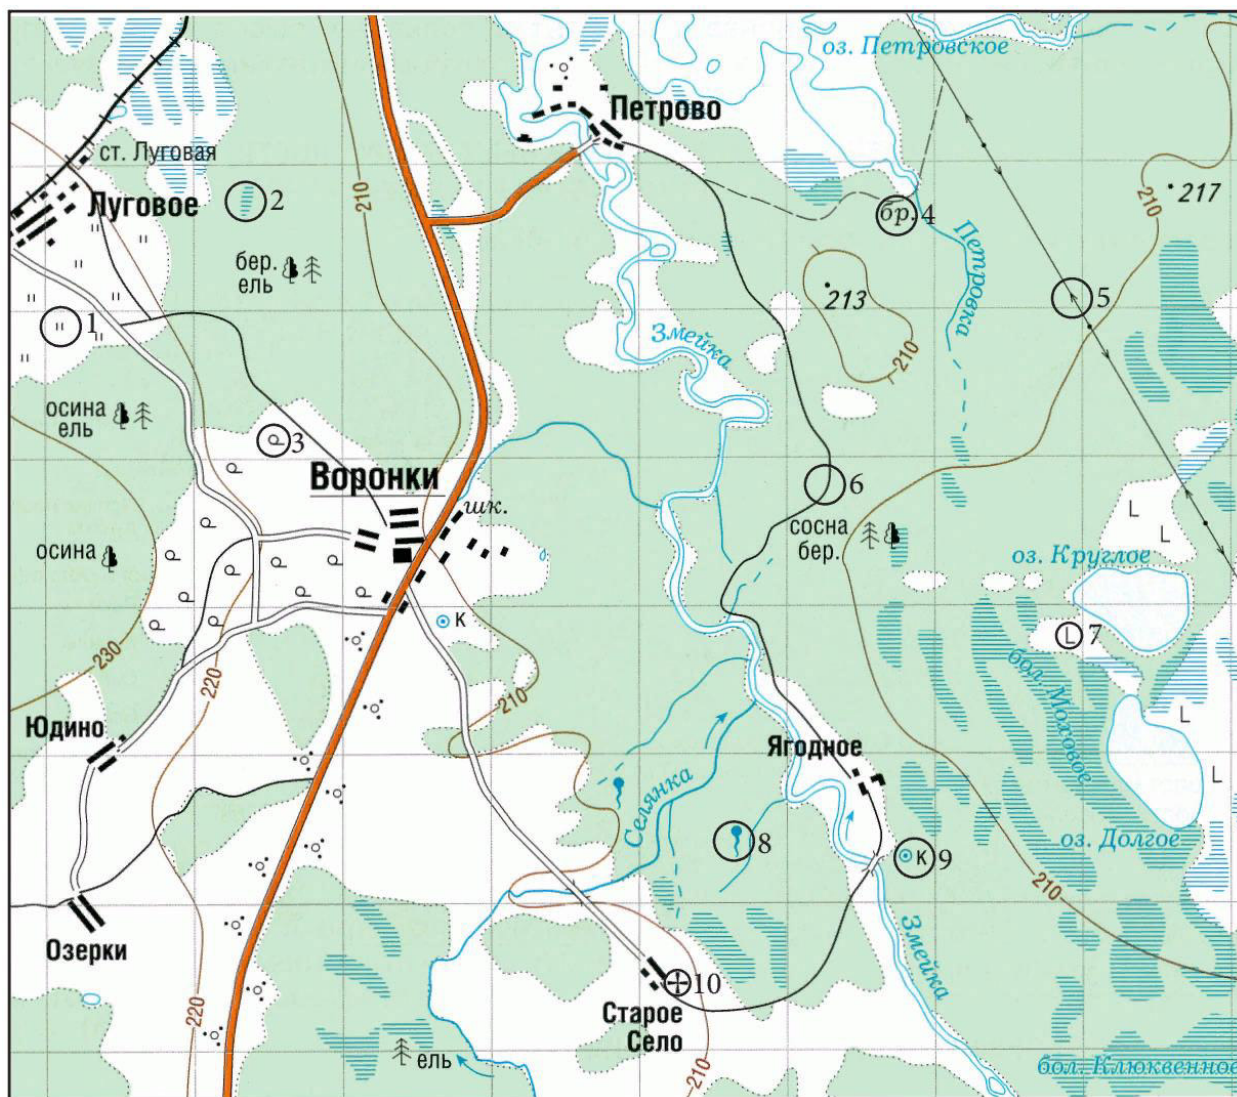 оз. Петровское
Петрово
ст. Луговая
Луговое
2
210
бр. 4
217
210
Петровка
бер.
ель
213
5
1
Змейка
210
осина
ель
3
Воронки
6
шк.
L
L
осина
сосна
бер.
оз. Круглое
К
7
230
220
бол. Моховое
210
Юдино
L
Ягодное
L
Селянка
8
К 9
оз. Долгое
210
Озерки
Змейка
10
220
Старое
Село
ель
210
бол. Клюквенное